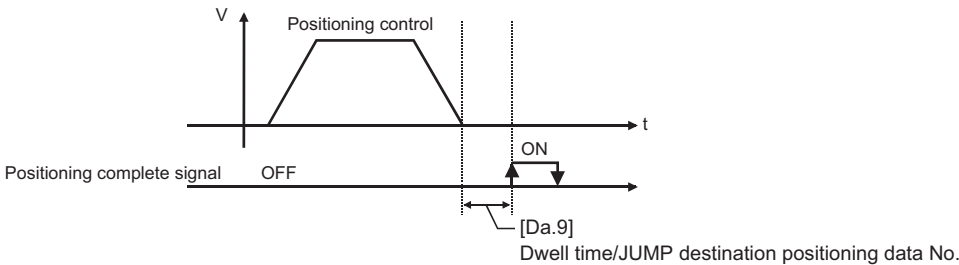 V
Positioning control
t
ON
Positioning complete signal OFF
[Da.9]
Dwell time/JUMP destination positioning data No.